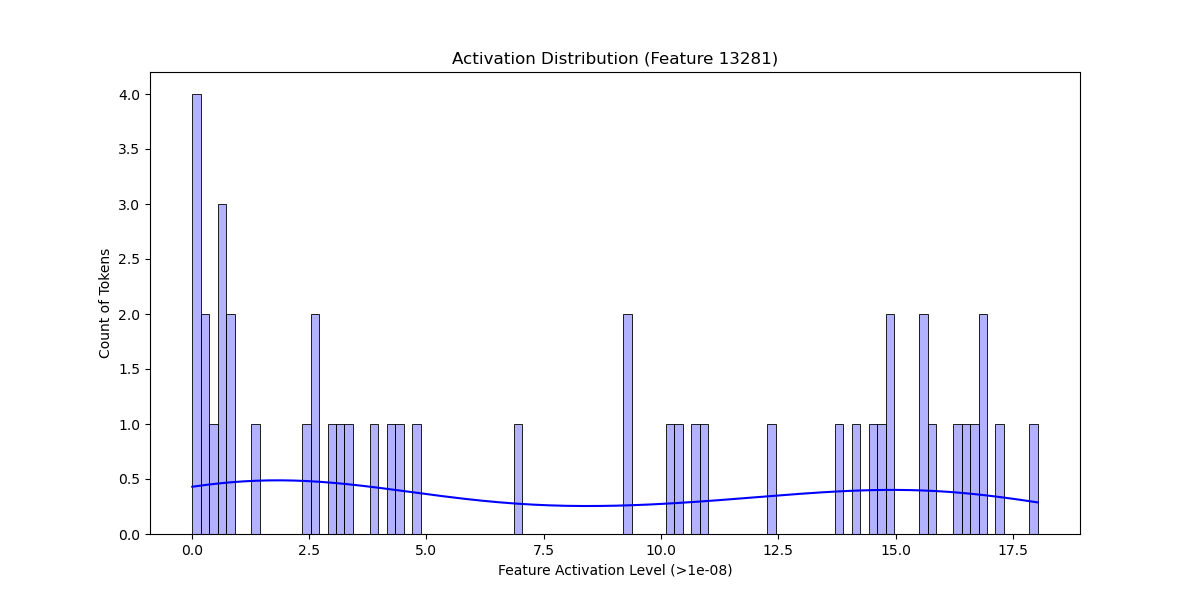 Activation Distribution (Feature 13281)
4.0
3.5
3.0
2.5
2.0
1.5
1.0
0.5
0.0
Count of Tokens
0.0 2.5 5.0 7.5 10.0 12.5 15.0 17.5
Feature Activation Level (>1e-08)